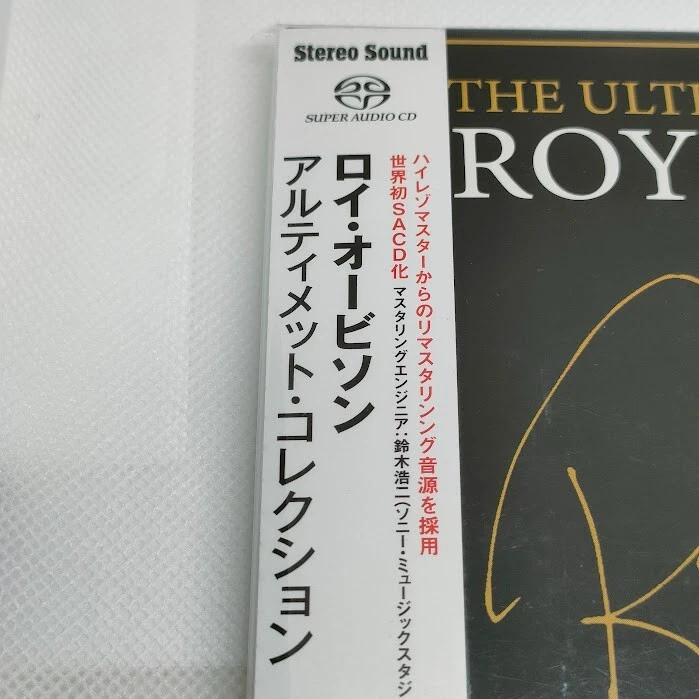 Stereo Sound
SUPER AUDIO CD
ハイレゾマスターからのリマスタリンング音源を採用
世界初SACD化 マスタリングエンジニア:鈴木浩二(ソニー・ミュージックスタジ
ロイ・オービソン
アルティメット・コレクション
THE ULTI
ROY